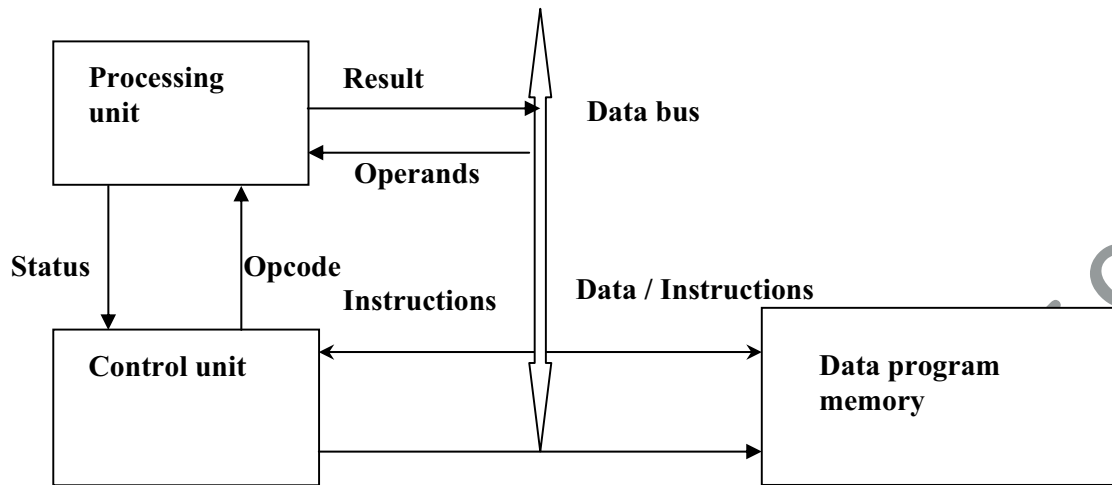 Processing
unit
Result
Data bus
Operands
Status
Opcode
Instructions
Data / Instructions
Control unit
Data program
memory